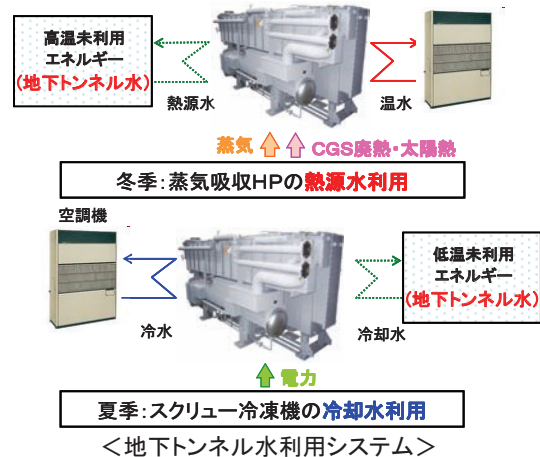 高温未利用
エネルギー
(地下トンネル水)
熱源水
温水
蒸気
CGS廃熱・太陽熱
冬季:蒸気吸収HPの熱源水利用
空調機
低温未利用
エネルギー
(地下トンネル水)
冷水
冷却水
電力
夏季:スクリュー冷凍機の冷却水利用
<地下トンネル水利用システム>